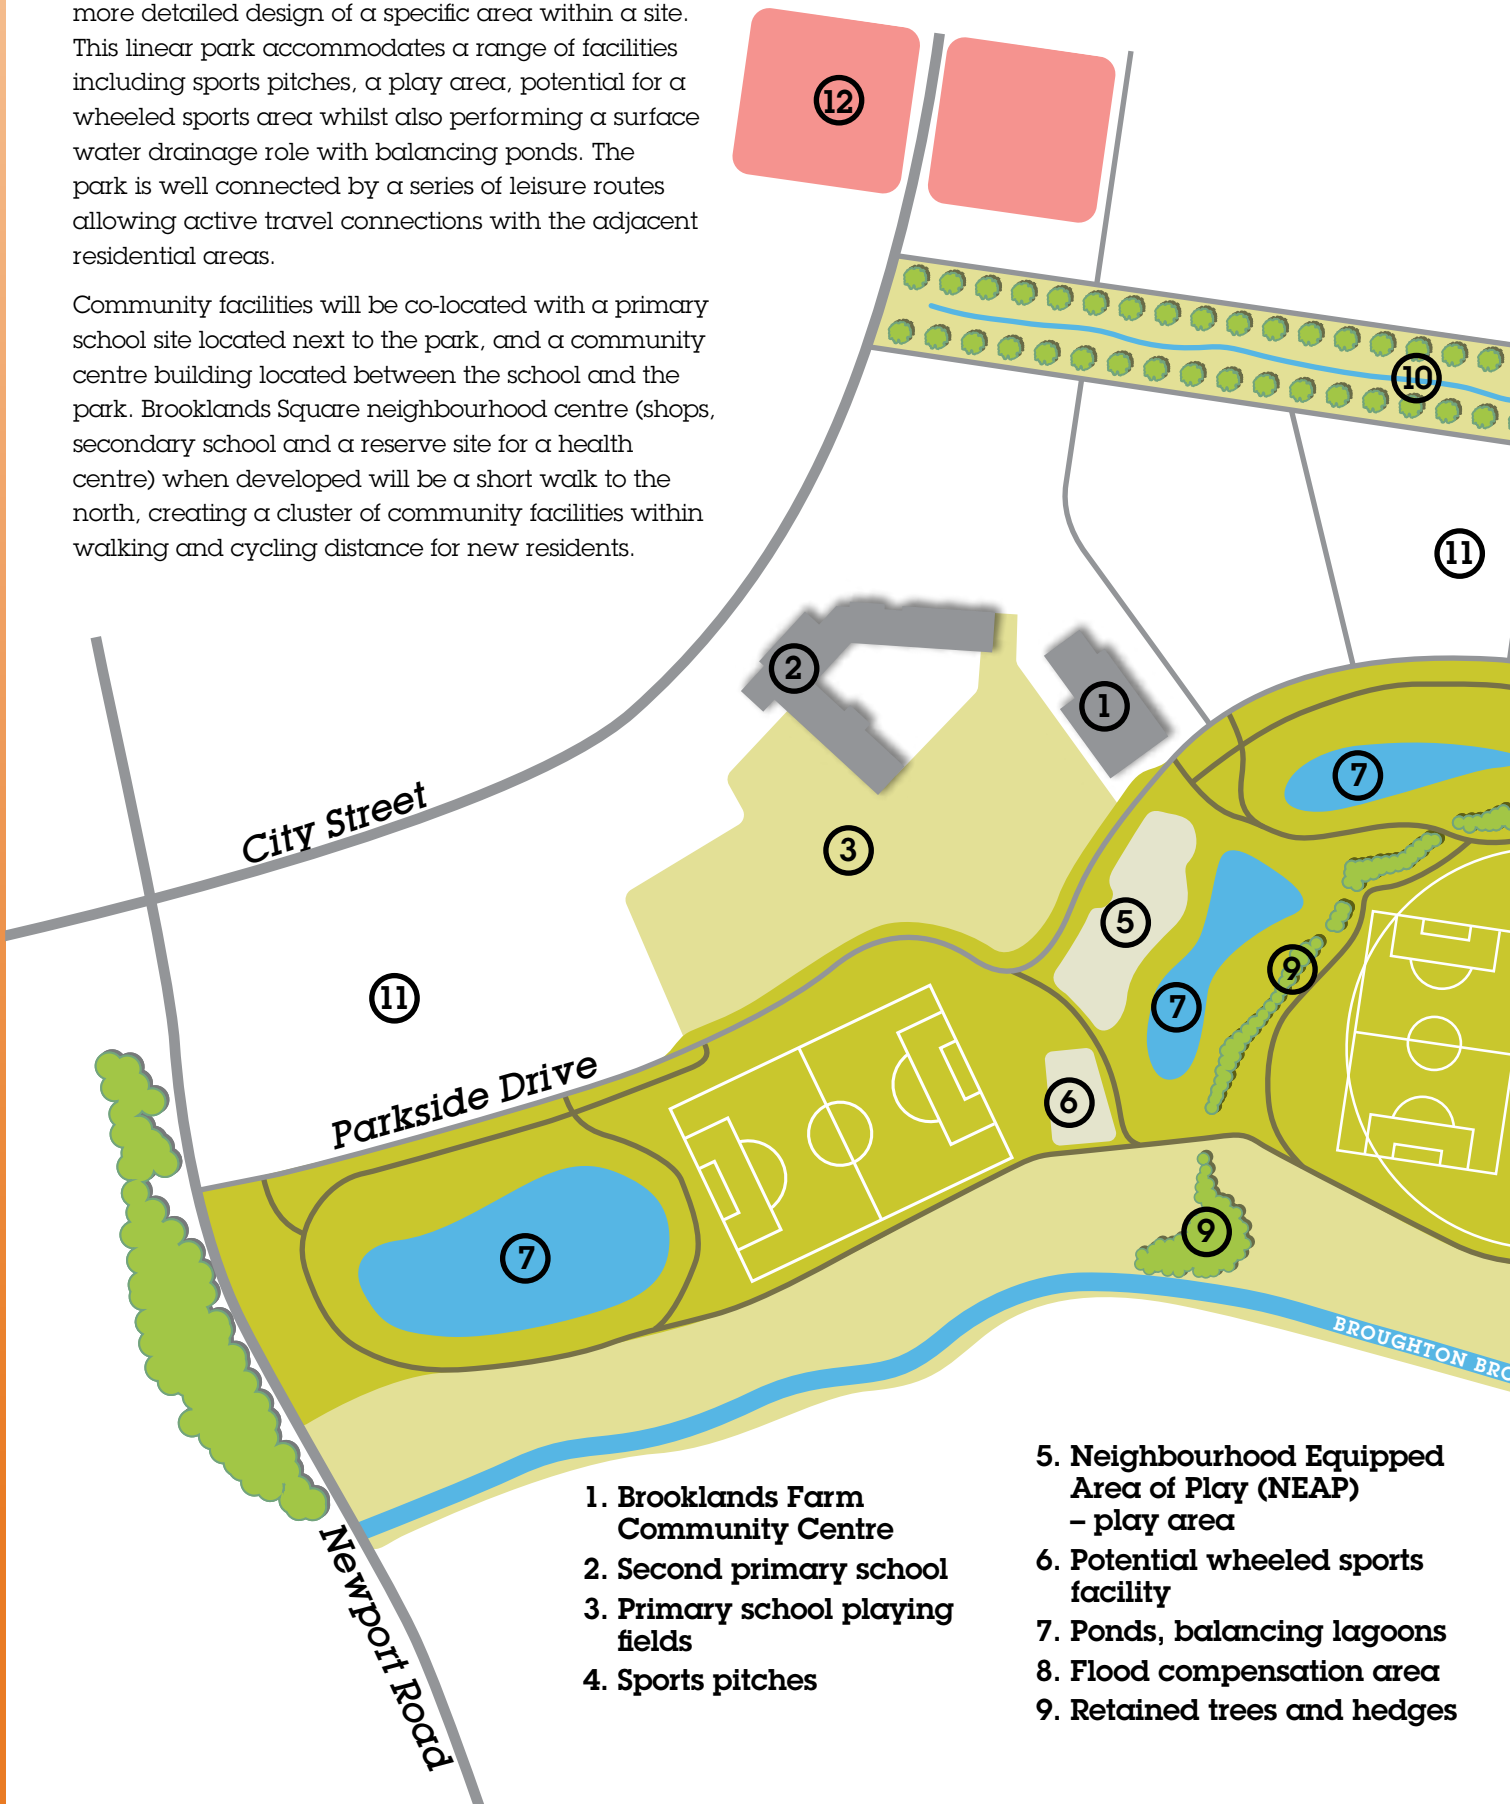 more detailed design of a specific area within a site.
This linear park accommodates a range of facilities
including sports pitches, a play area, potential for a
wheeled sports area whilst also performing a surface
water drainage role with balancing ponds. The
park is well connected by a series of leisure routes
allowing active travel connections with the adjacent
residential areas.
Community facilities will be co-located with a primary
school site located next to the park, and a community
centre building located between the school and the
park. Brooklands Square neighbourhood centre (shops,
secondary school and a reserve site for a health
centre) when developed will be a short walk to the
north, creating a cluster of community facilities within
walking and cycling distance for new residents.
12
10
11
2
1
7
City Street
3
5
9
11
7
Parkside Drive
6
9
7
BROUGHTON BRO
Newport Road
1. Brooklands Farm
Community Centre
2. Second primary school
3. Primary school playing
fields
4. Sports pitches
5. Neighbourhood Equipped
Area of Play (NEAP)
– play area
6. Potential wheeled sports
facility
7. Ponds, balancing lagoons
8. Flood compensation area
9. Retained trees and hedges